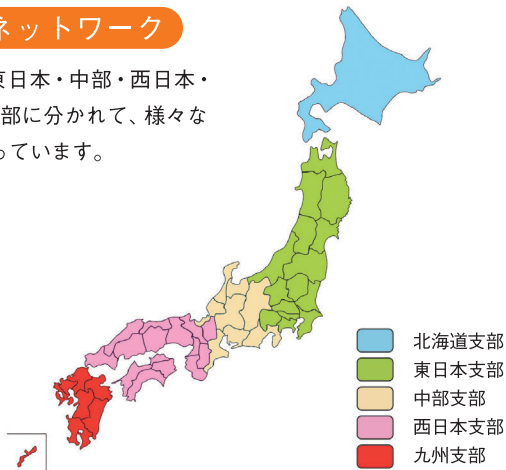 ネットワーク
東日本・中部・西日本・
部に分かれて、様々な
っています。
北海道支部
東日本支部
中部支部
西日本支部
九州支部